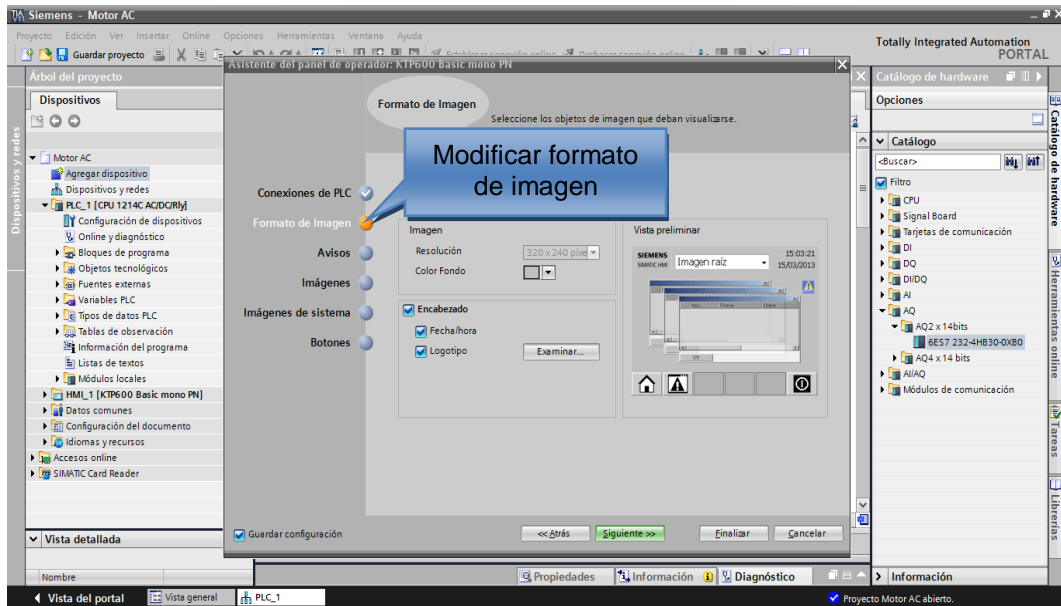 Siemens - Motor AC
Proyecto Edición Ver Insertar Online Opciones Herramientas Ventana Ayuda
Guardar proyecto
Establecer conexión online
Deshacer conexión online
Totally Integrated Automation
PORTAL
Árbol del proyecto
Dispositivos
Dispositivos y redes
Motor AC
Agregar dispositivo
Dispositivos y redes
PLC_1 [CPU 1214C AC/DC/Rly]
Configuración de dispositivos
Online y diagnóstico
Bloques de programa
Objetos tecnológicos
Fuentes externas
Variables PLC
Tipos de datos PLC
Tablas de observación
Información del programa
Listas de textos
Módulos locales
HMI_1 [KTP600 Basic mono PN]
Datos comunes
Configuración del documento
Idiomas y recursos
Accesos online
SIMATIC Card Reader
Vista detallada
Nombre
Asistente del panel de operador: KTP600 Basic mono PN
Formato de Imagen
Seleccione los objetos de imagen que deban visualizarse.
Modificar formato
de imagen
Conexiones de PLC
Formato de Imagen
Avisos
Imágenes
Imágenes de sistema
Botones
Imagen
Resolución
320 x 240 píxe
Color Fondo
Encabezado
Fecha/hora
Logotipo
Examinar...
Vista preliminar
SIEMENS
SIMATIC HMI
Imagen raíz
15:03:21
15/03/2013
Guardar configuración
<< Atrás
Siguiente >>
Finalizar
Cancelar
Propiedades
Información
Diagnóstico
Catálogo de hardware
Opciones
Catálogo
<Buscar>
Filtro
CPU
Signal Board
Tarjetas de comunicación
DI
DQ
DI/DQ
AI
AQ
AQ2 x 14bits
6ES7 232-4HB30-0XB0
AQ4 x 14 bits
AI/AQ
Módulos de comunicación
Información
Catálogo de hardware
Herramientas online
Tareas
Librerías
Vista del portal
Vista general
PLC_1
Proyecto Motor AC abierto.